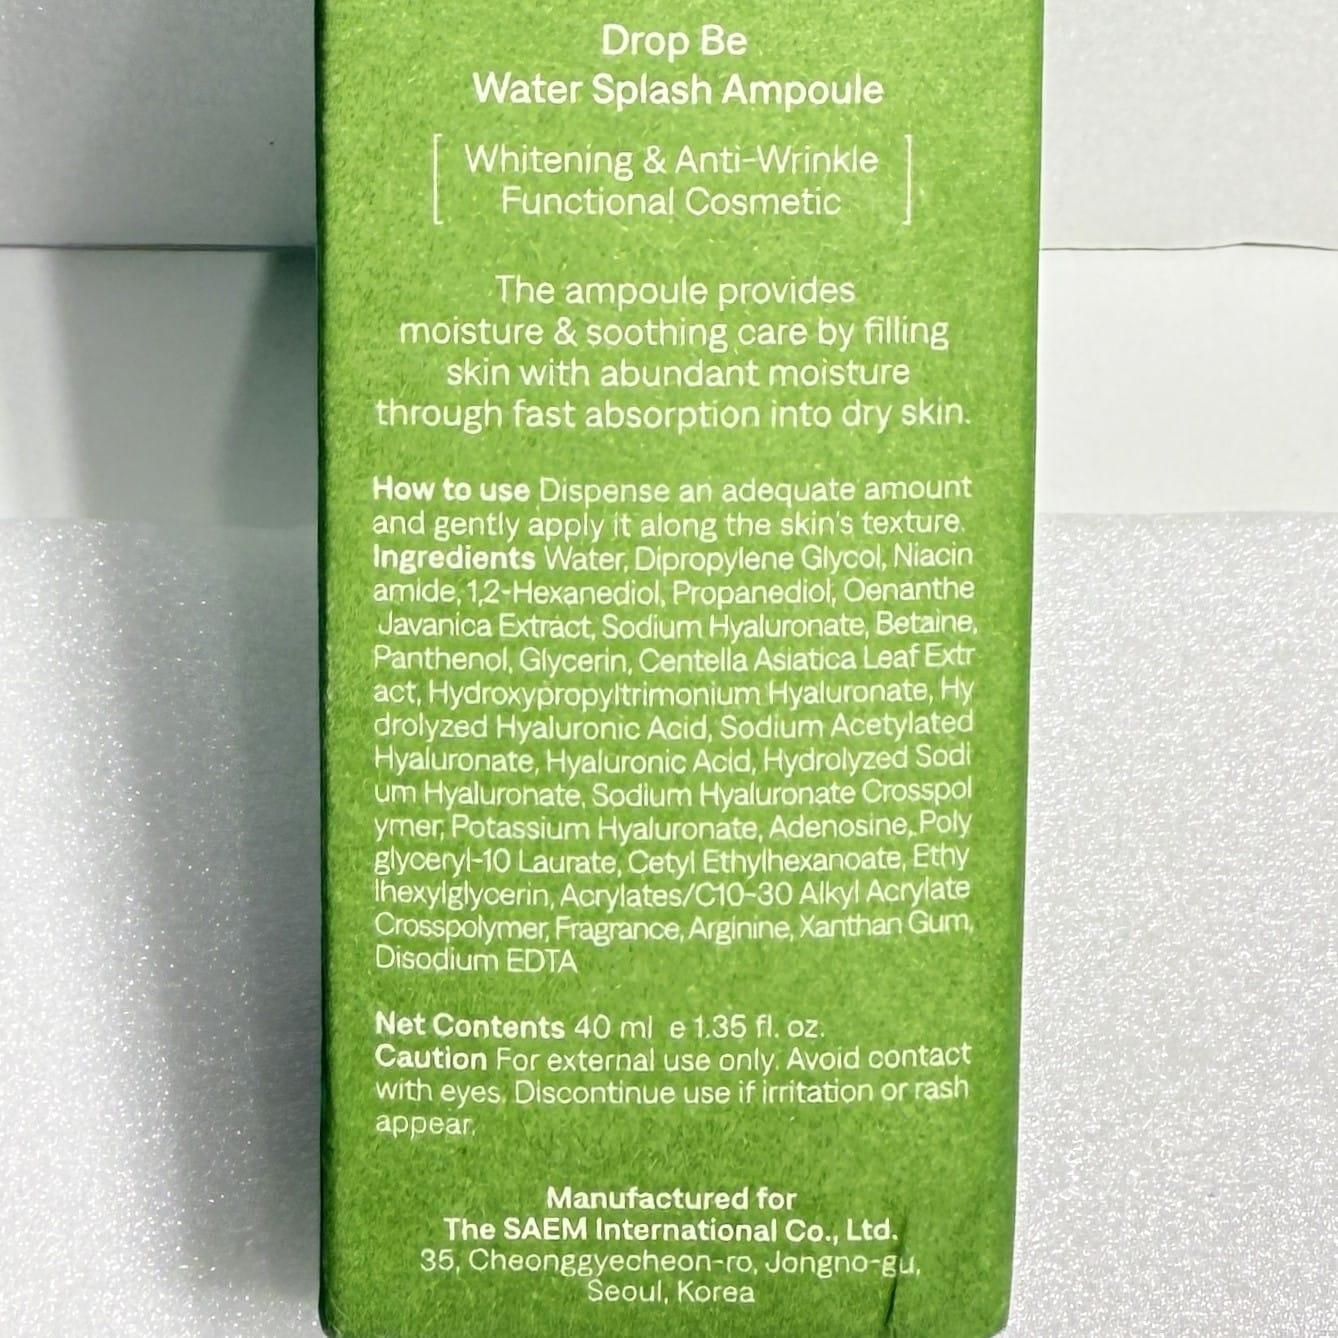 Drop Be
Water Splash Ampoule
Whitening & Anti-Wrinkle
Functional Cosmetic
The ampoule provides
moisture & soothing care by filling
skin with abundant moisture
through fast absorption into dry skin.
How to use Dispense an adequate amount
and gently apply it along the skin's texture.
Ingredients Water, Dipropylene Glycol, Niacin
amide, 1,2-Hexanediol, Propanediol, Oenanthe
Javanica Extract, Sodium Hyaluronate, Betaine,
Panthenol, Glycerin, Centella Asiatica Leaf Extr
act, Hydroxypropyltrimonium Hyaluronate, Hy
drolyzed Hyaluronic Acid, Sodium Acetylated
Hyaluronate, Hyaluronic Acid, Hydrolyzed Sodi
um Hyaluronate, Sodium Hyaluronate Crosspol
ymer, Potassium Hyaluronate, Adenosine, Poly
glyceryl-10 Laurate, Cetyl Ethylhexanoate, Ethy
lhexylglycerin, Acrylates/C10-30 Alkyl Acrylate
Crosspolymer, Fragrance, Arginine, Xanthan Gum,
Disodium EDTA
Net Contents 40 ml e 1.35 fl. oz.
Caution For external use only. Avoid contact
with eyes. Discontinue use if irritation or rash
appear.
Manufactured for
The SAEM International Co., Ltd.
35, Cheonggyecheon-ro, Jongno-gu,
Seoul, Korea